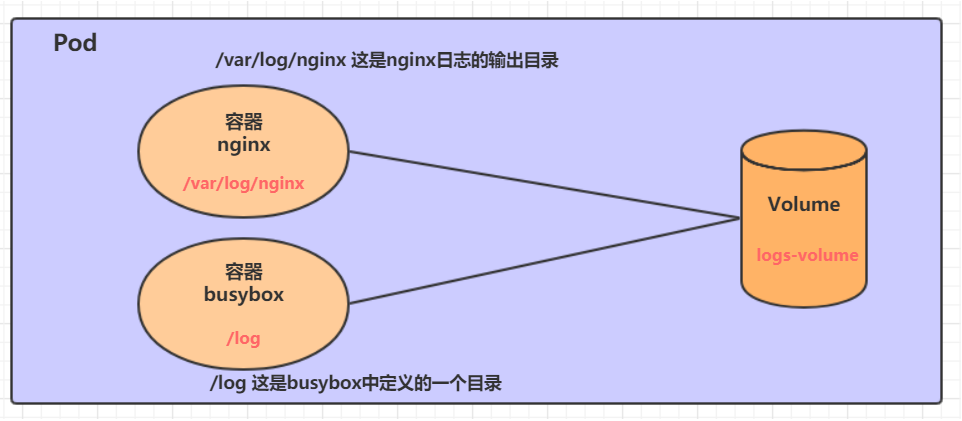 Pod
/var/log/nginx 这是nginx日志的输出目录
容器
nginx
/var/log/nginx
Volume
logs-volume
容器
busybox
/log
/log 这是busybox中定义的一个目录